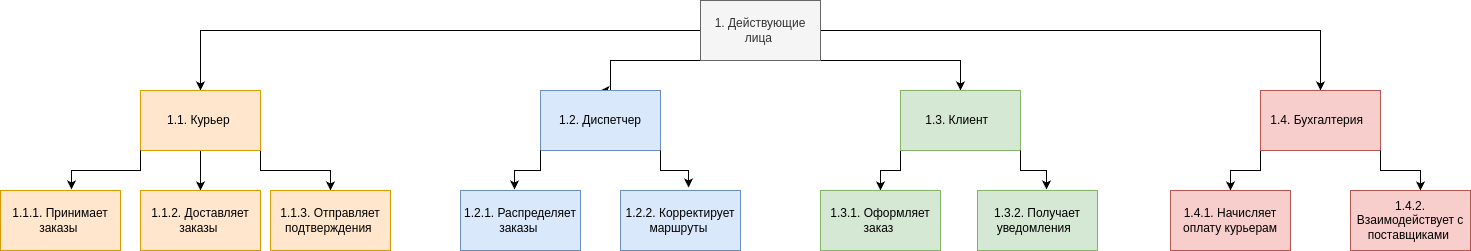 1. Действующие
лица
1.1. Курьер
1.2. Диспетчер
1.3. Клиент
1.4. Бухгалтерия
1.1.1. Принимает
заказы
1.1.2. Доставляет
заказы
1.1.3. Отправляет
подтверждения
1.2.1. Распределяет
заказы
1.2.2. Корректирует
маршруты
1.3.1. Оформляет
заказ
1.3.2. Получает
уведомления
1.4.1. Начисляет
оплату курьерам
1.4.2.
Взаимодействует с
поставщиками